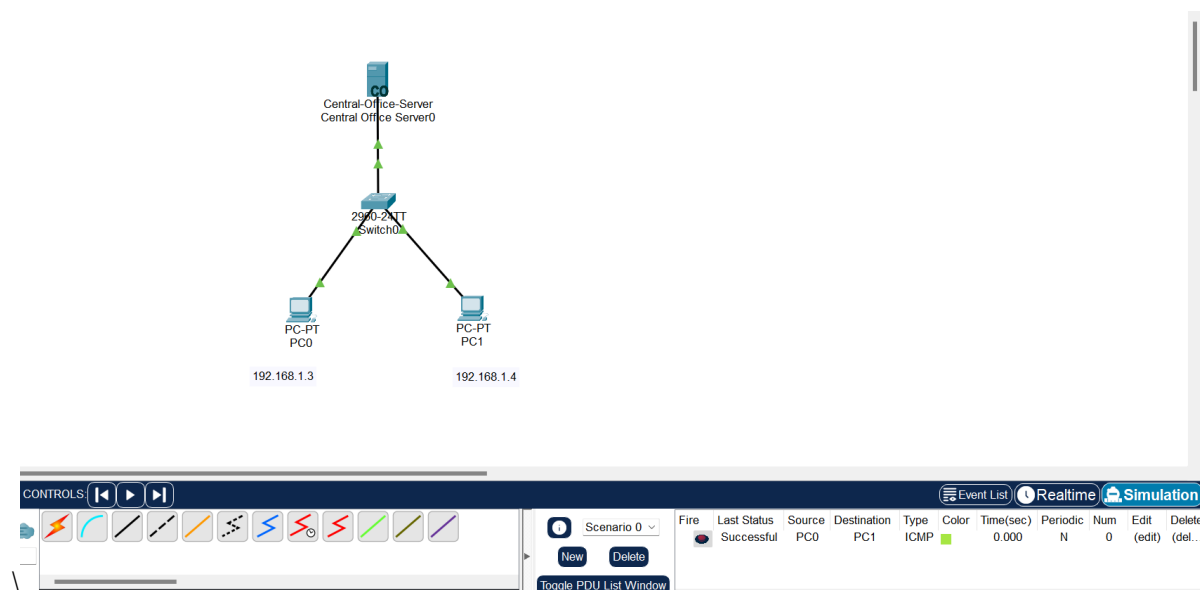 CO
Central-Office-Server
Central Office Server0
2960-24TT
Switch0
PC-PT
PC0
PC-PT
PC1
192.168.1.3
192.168.1.4
CONTROLS:
Event List
Realtime
Simulation
Scenario 0
New
Delete
Toggle PDU List Window
Fire Last Status Source Destination Type Color Time(sec) Periodic Num Edit Delete
Successful PC0 PC1 ICMP 0.000 N 0 (edit) (del...